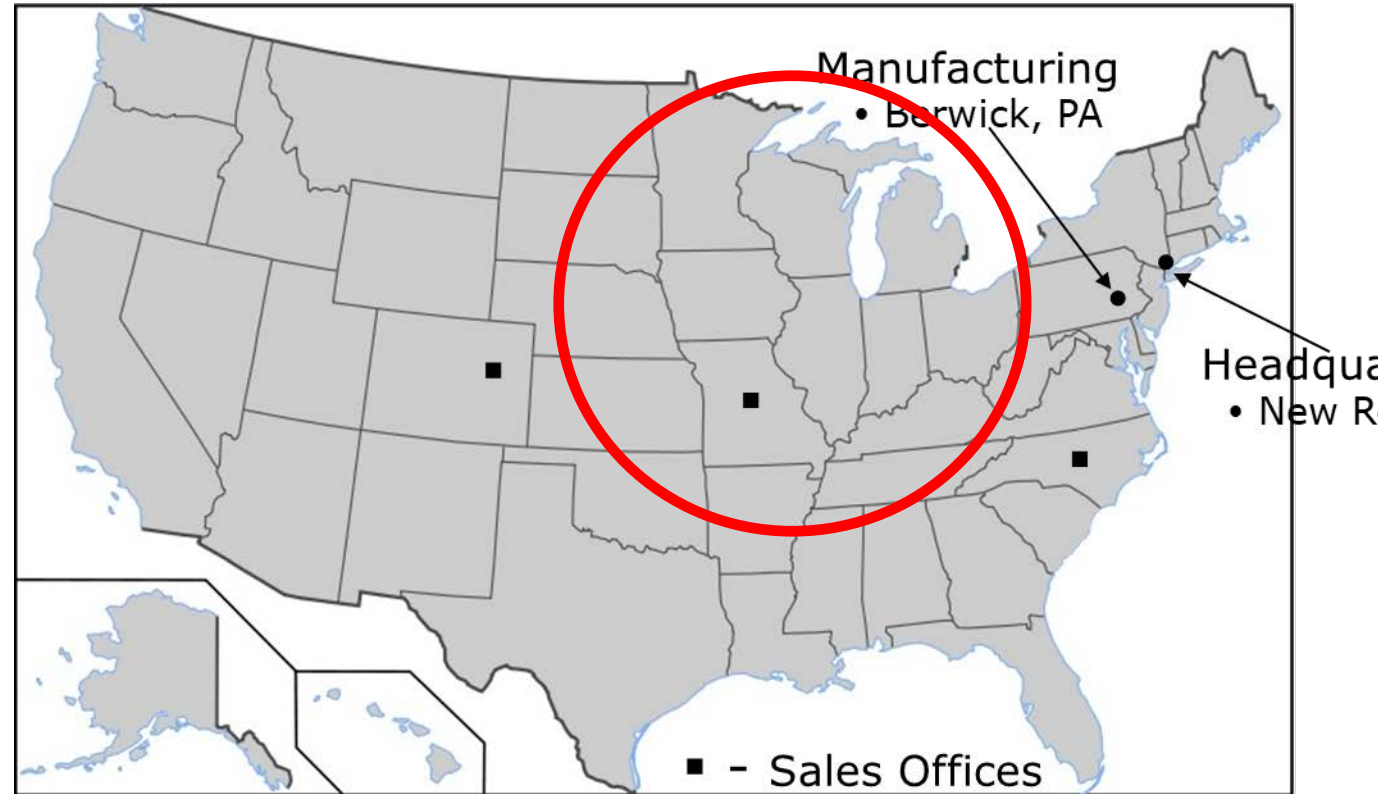 Manufacturing
• Berwick, PA
Headqua
• New R
■ – Sales Offices